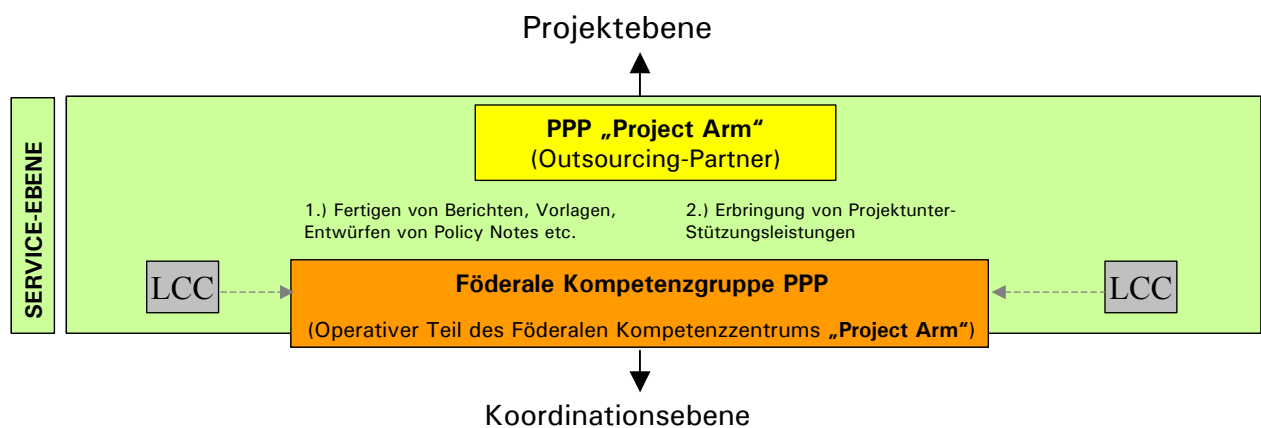 Projektebene
SERVICE-EBENE
PPP „Project Arm“
(Outsourcing-Partner)
1.) Fertigen von Berichten, Vorlagen,
Entwürfen von Policy Notes etc.
2.) Erbringung von Projektunter-
Stützungsleistungen
LCC
Föderale Kompetenzgruppe PPP
(Operativer Teil des Föderalen Kompetenzzentrums „Project Arm“)
LCC
Koordinationsebene